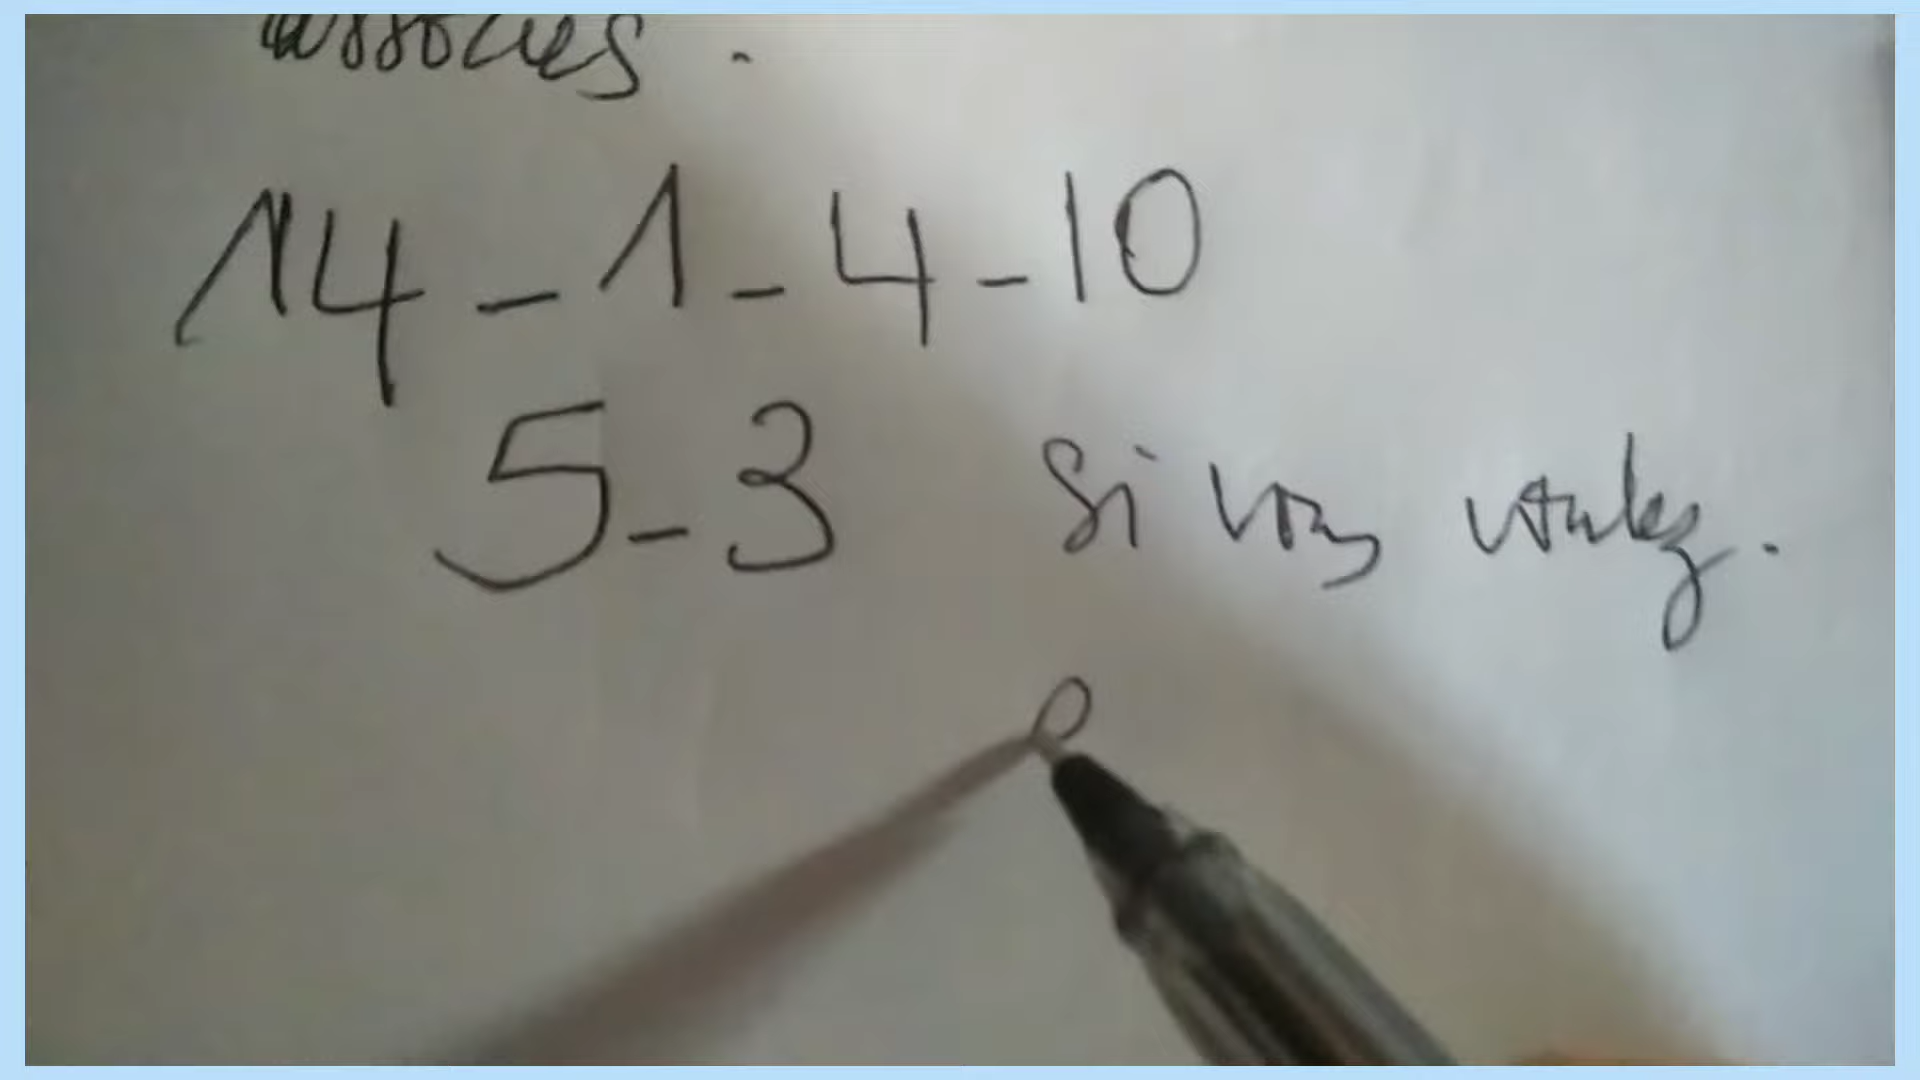 associés.
14 - 1 - 4 - 10
5 - 3 si vous voulez.